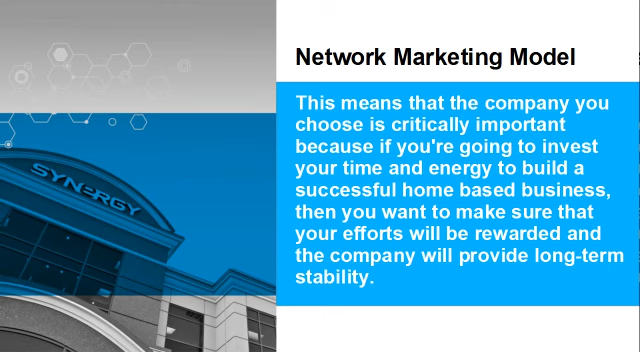 Network Marketing Model
This means that the company you
choose is critically important
because if you're going to invest
your time and energy to build a
successful home based business,
then you want to make sure that
your efforts will be rewarded and
the company will provide long-term
stability.
SYNERGY